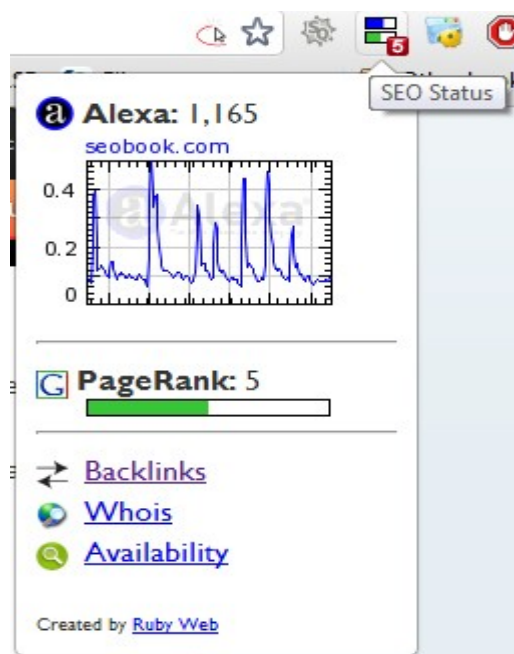 5
SEO Status
a Alexa: 1,165
seobook.com
0.4
a Alexa
0.2
0
G PageRank: 5
Backlinks
Whois
Availability
Created by Ruby Web